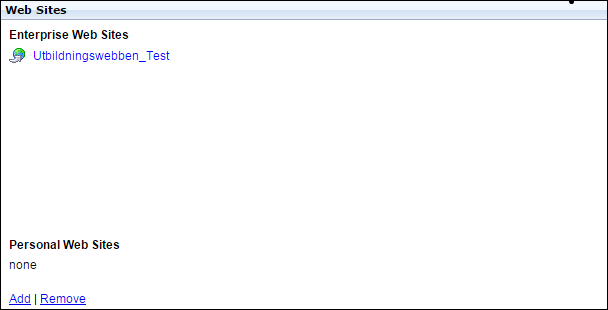 Web Sites
Enterprise Web Sites
Utbildningswebben_Test
Personal Web Sites
none
Add | Remove